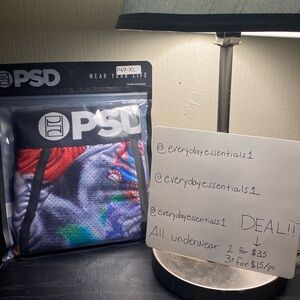 PSD
WEAR YOUR LIFE
PSD
@everydayessentials1
@everydayessentials1
@everydayessentials1
DEAL!!
↓
All underwear 2 for $35
3+ for $15/pc